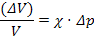 (ΔV)/V = χ · Δp